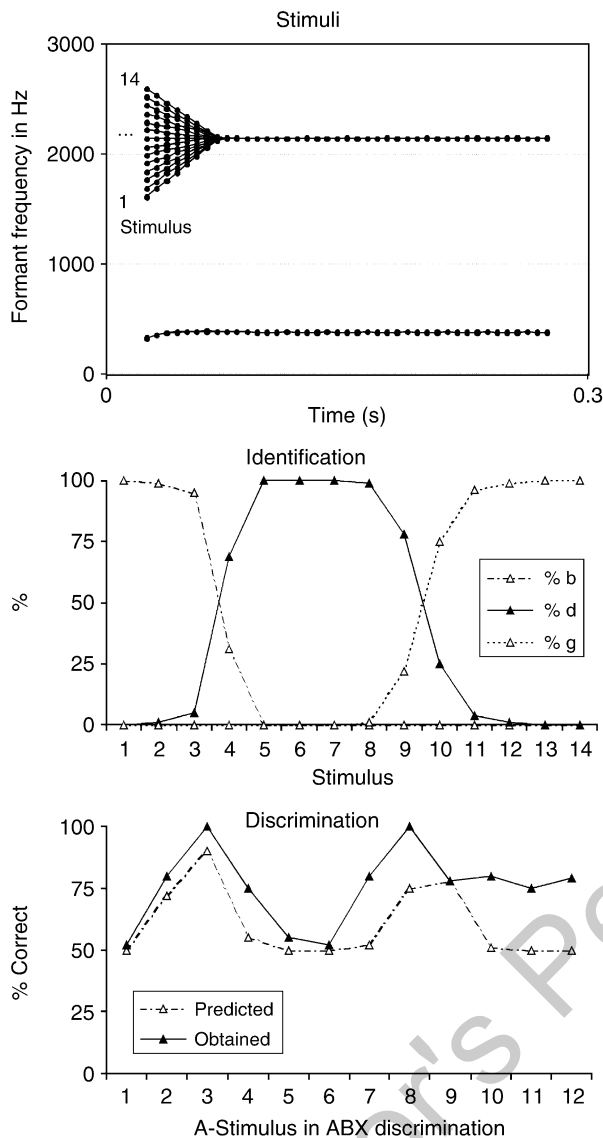 Stimuli
3000
2000
1000
0
Formant frequency in Hz
14
...
1
Stimulus
0
0.3
Time (s)
Identification
100
75
50
25
0
%
% b
% d
% g
1 2 3 4 5 6 7 8 9 10 11 12 13 14
Stimulus
Discrimination
100
75
50
25
0
% Correct
Predicted
Obtained
1 2 3 4 5 6 7 8 9 10 11 12
A-Stimulus in ABX discrimination